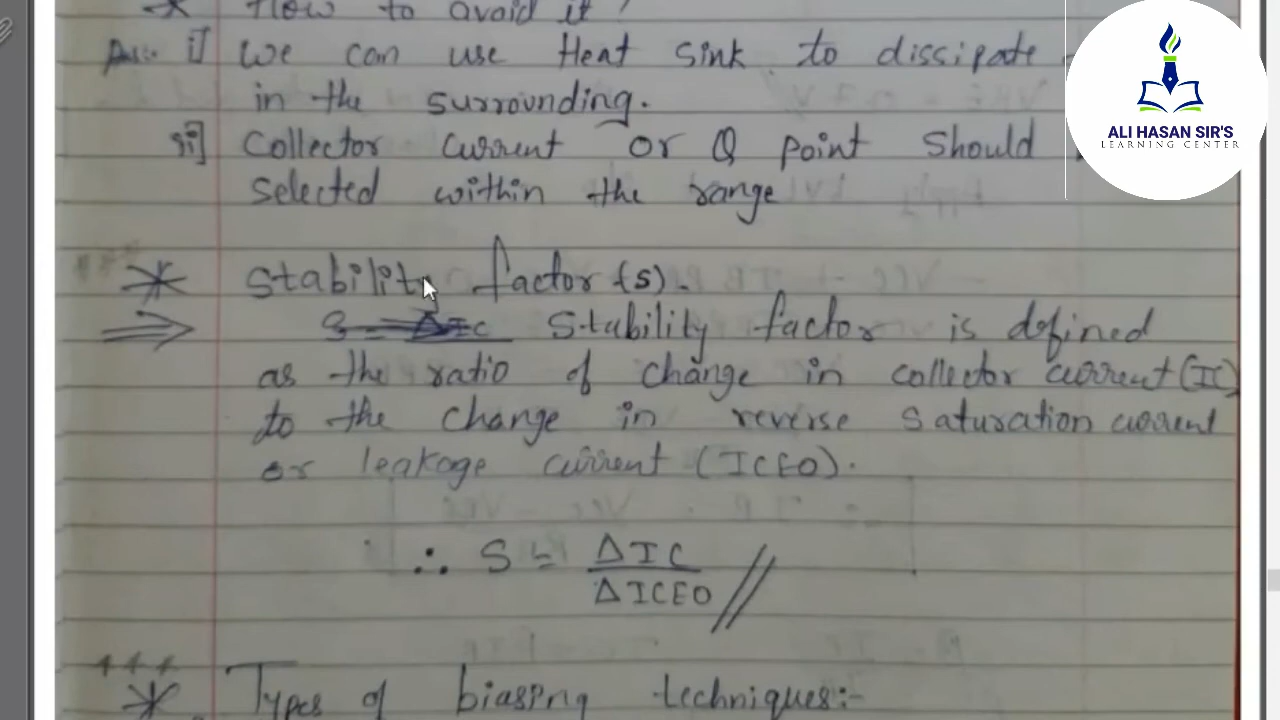 * How to avoid it?
Ans:- i] We can use Heat sink to dissipate
in the surrounding.
ii] Collector current or Q point should
selected within the range
* Stability factor (s).
⇒ Stability factor is defined
as the ratio of change in collector current (IC)
to the change in reverse saturation current
or leakage current (ICEO).
∴ S = ΔIC / ΔICEO //
* Types of biasing techniques:-
ALI HASAN SIR'S
LEARNING CENTER